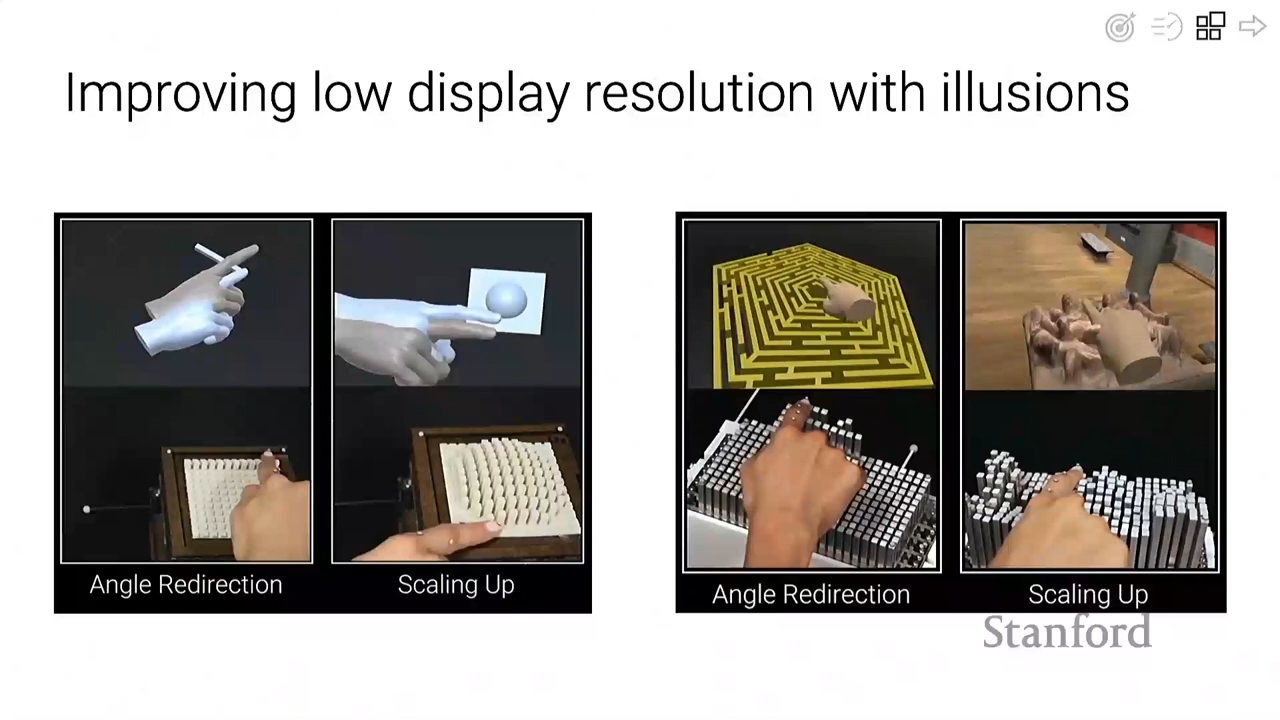 Improving low display resolution with illusions
Angle Redirection
Scaling Up
Angle Redirection
Scaling Up
Stanford